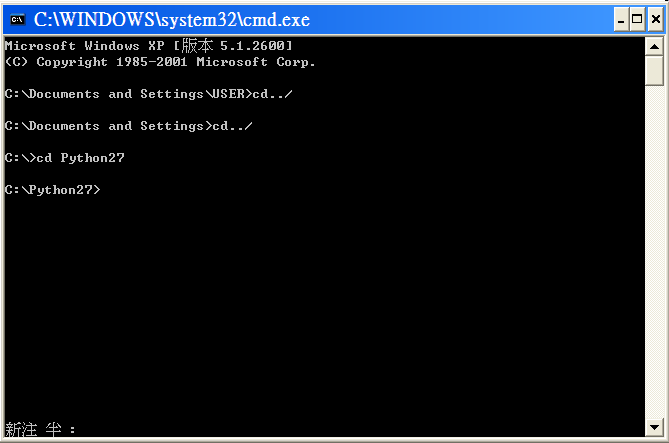 C:\WINDOWS\system32\cmd.exe
Microsoft Windows XP [版本 5.1.2600]
(C) Copyright 1985-2001 Microsoft Corp.
C:\Documents and Settings\USER>cd../
C:\Documents and Settings>cd../
C:\>cd Python27
C:\Python27>
新注 半 :